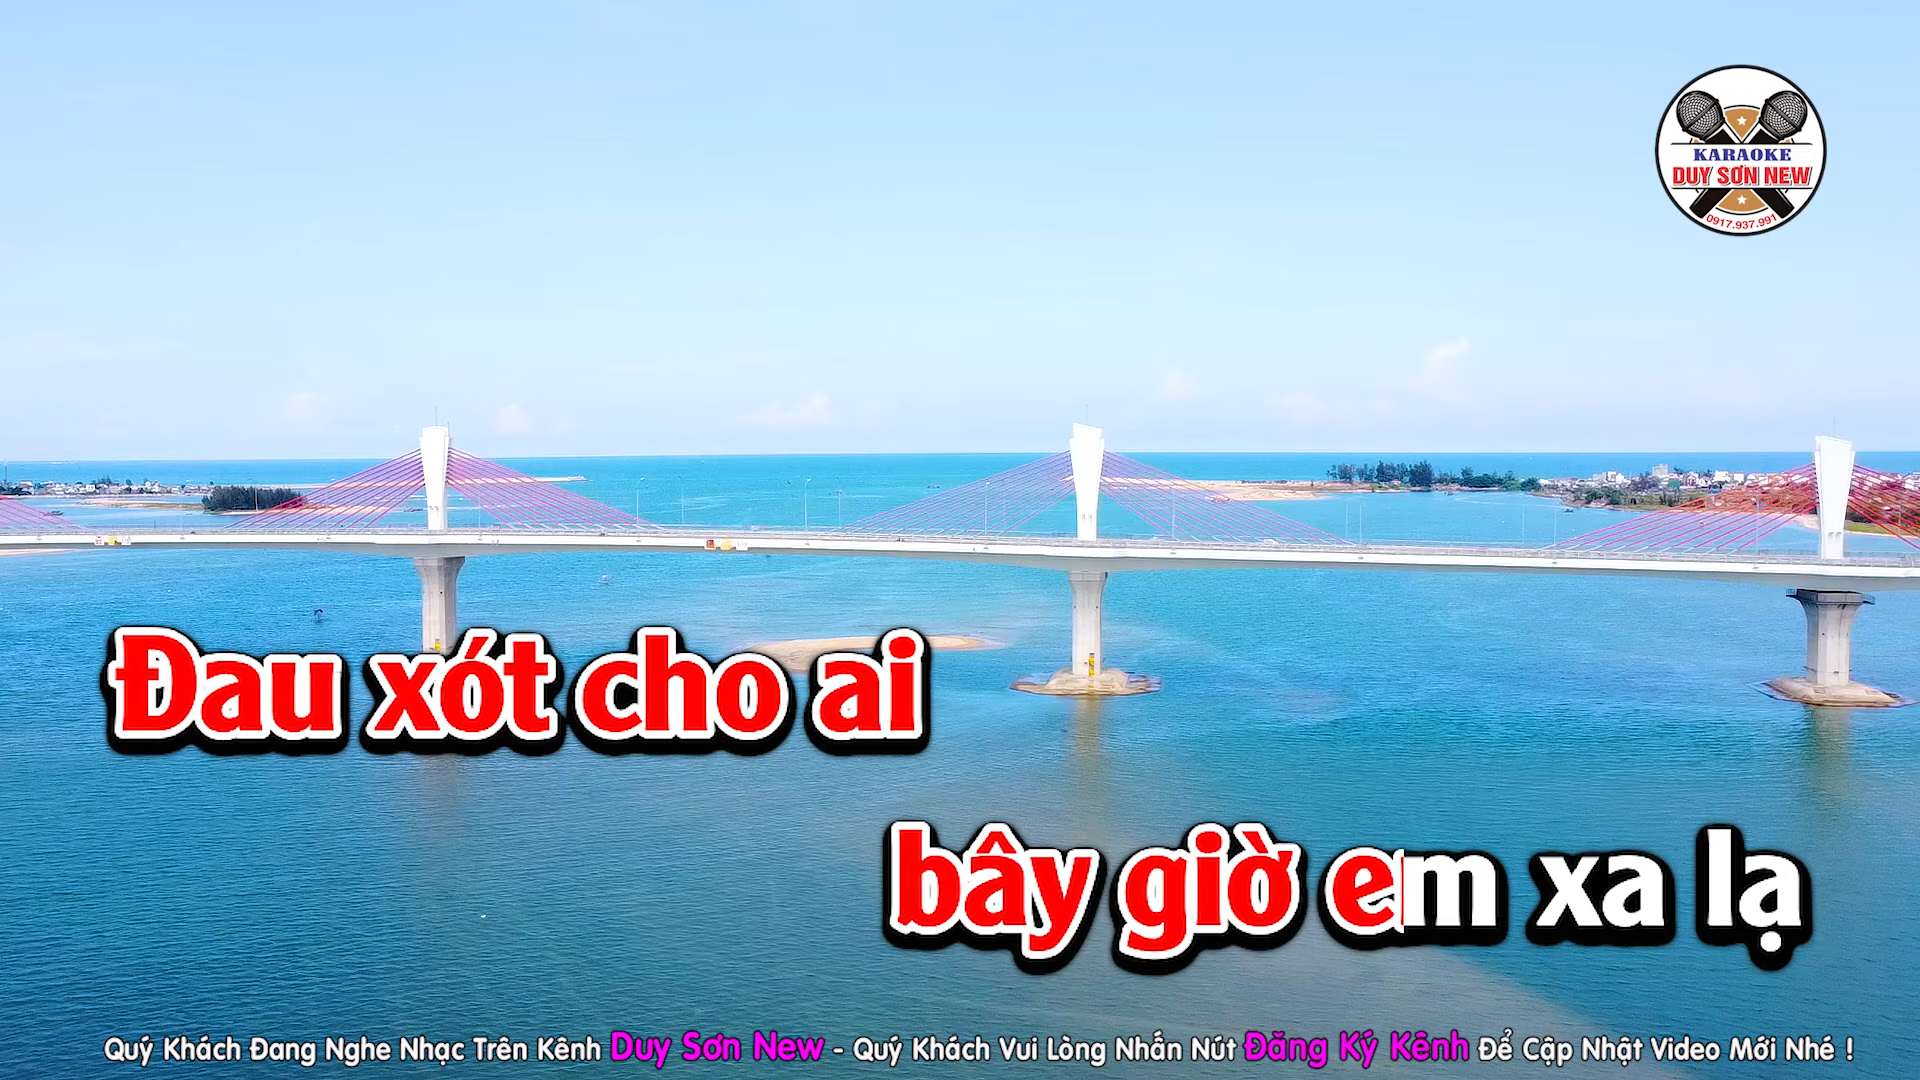 KARAOKE
DUY SƠN NEW
0917.937.991
Đau xót cho ai
bây giờ em xa lạ
Quý Khách Đang Nghe Nhạc Trên Kênh Duy Sơn New - Quý Khách Vui Lòng Nhấn Nút Đăng Ký Kênh Để Cập Nhật Video Mới Nhé !